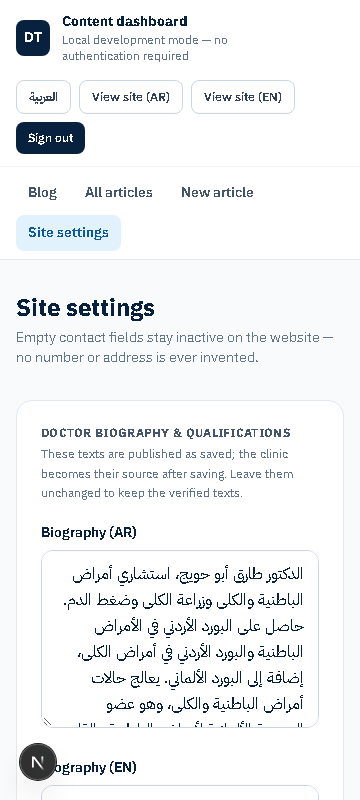 DT
Content dashboard
Local development mode — no
authentication required
العربية
View site (AR)
View site (EN)
Sign out
Blog
All articles
New article
Site settings
Site settings
Empty contact fields stay inactive on the website —
no number or address is ever invented.
DOCTOR BIOGRAPHY & QUALIFICATIONS
These texts are published as saved; the clinic
becomes their source after saving. Leave them
unchanged to keep the verified texts.
Biography (AR)
الدكتور طارق أبو حويج، استشاري أمراض
الباطنية والكلى وزراعة الكلى وضغط الدم.
حاصل على البورد الأردني في الأمراض
الباطنية والبورد الأردني في أمراض الكلى،
إضافة إلى البورد الألماني. يعالج حالات
أمراض الباطنية والكلى، وهو عضو
N
ography (EN)